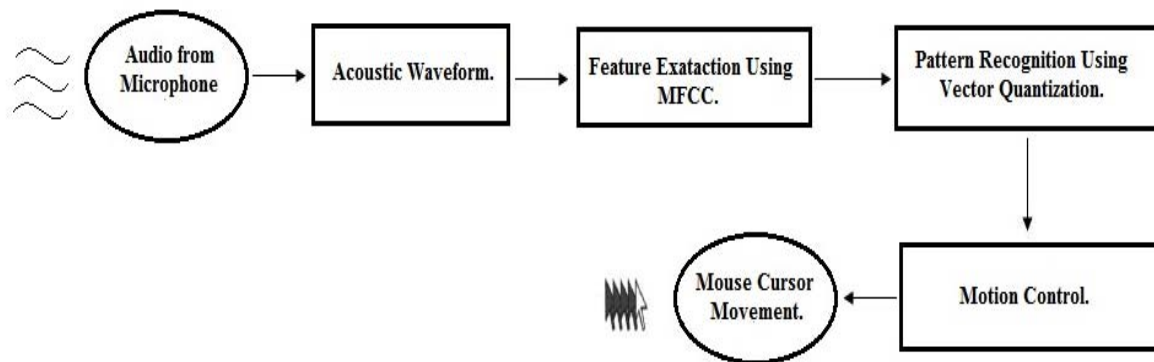 Audio from
Microphone
Acoustic Waveform.
Feature Exataction Using
MFCC.
Pattern Recognition Using
Vector Quantization.
Mouse Cursor
Movement.
Motion Control.